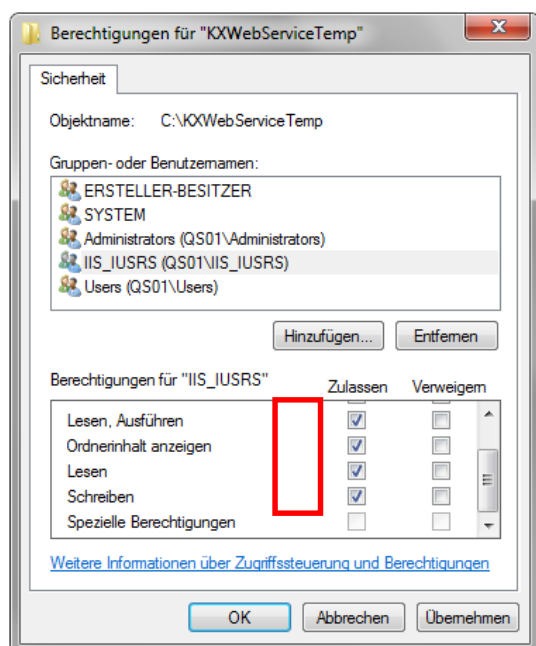 Berechtigungen für "KXWebServiceTemp"
Sicherheit
Objektname: C:\KXWebServiceTemp
Gruppen- oder Benutzernamen:
ERSTELLER-BESITZER
SYSTEM
Administrators (QS01\Administrators)
IIS_IUSRS (QS01\IIS_IUSRS)
Users (QS01\Users)
Hinzufügen... Entfernen
Berechtigungen für "IIS_IUSRS" Zulassen Verweigern
Lesen, Ausführen
Ordnerinhalt anzeigen
Lesen
Schreiben
Spezielle Berechtigungen
Weitere Informationen über Zugriffssteuerung und Berechtigungen
OK Abbrechen Übernehmen